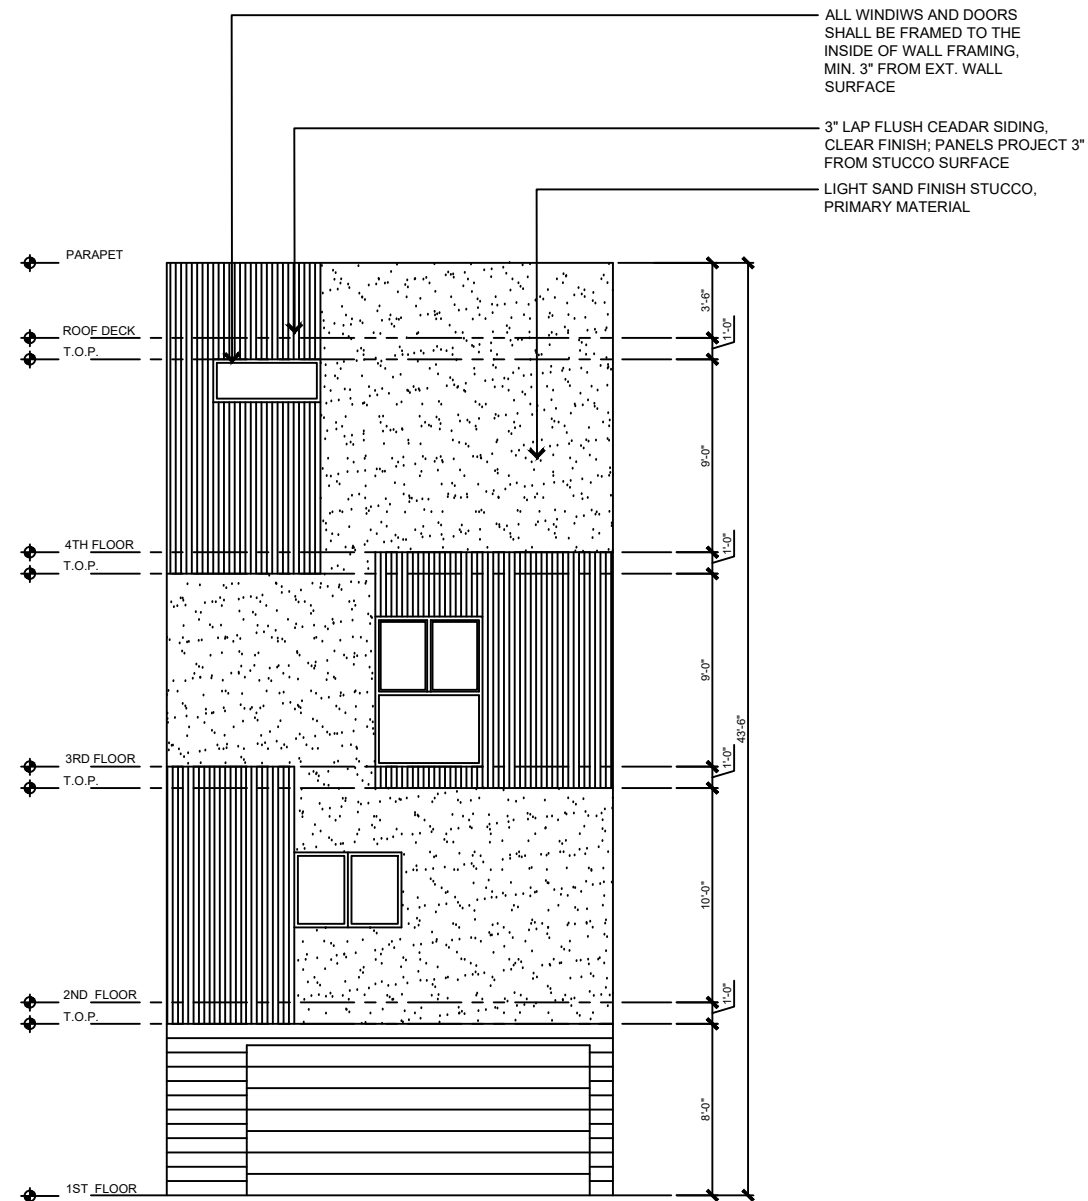 ALL WINDIWS AND DOORS
SHALL BE FRAMED TO THE
INSIDE OF WALL FRAMING,
MIN. 3" FROM EXT. WALL
SURFACE
3" LAP FLUSH CEADAR SIDING,
CLEAR FINISH; PANELS PROJECT 3"
FROM STUCCO SURFACE
LIGHT SAND FINISH STUCCO,
PRIMARY MATERIAL
PARAPET
3'-6"
ROOF DECK
1'-0"
T.O.P.
9'-0"
4TH FLOOR
1'-0"
T.O.P.
9'-0"
43'-6"
3RD FLOOR
1'-0"
T.O.P.
10'-0"
2ND FLOOR
1'-0"
T.O.P.
8'-0"
1ST FLOOR